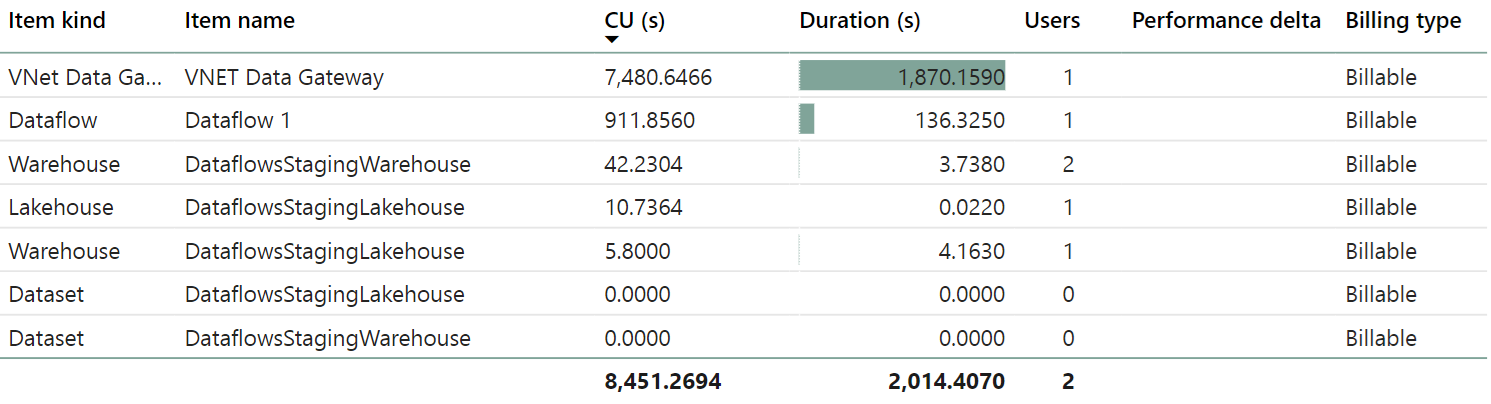 Item kind Item name CU (s) Duration (s) Users Performance delta Billing type
VNet Data Ga... VNET Data Gateway 7,480.6466 1,870.1590 1 Billable
Dataflow Dataflow 1 911.8560 136.3250 1 Billable
Warehouse DataflowsStagingWarehouse 42.2304 3.7380 2 Billable
Lakehouse DataflowsStagingLakehouse 10.7364 0.0220 1 Billable
Warehouse DataflowsStagingLakehouse 5.8000 4.1630 1 Billable
Dataset DataflowsStagingLakehouse 0.0000 0.0000 0 Billable
Dataset DataflowsStagingWarehouse 0.0000 0.0000 0 Billable
8,451.2694 2,014.4070 2